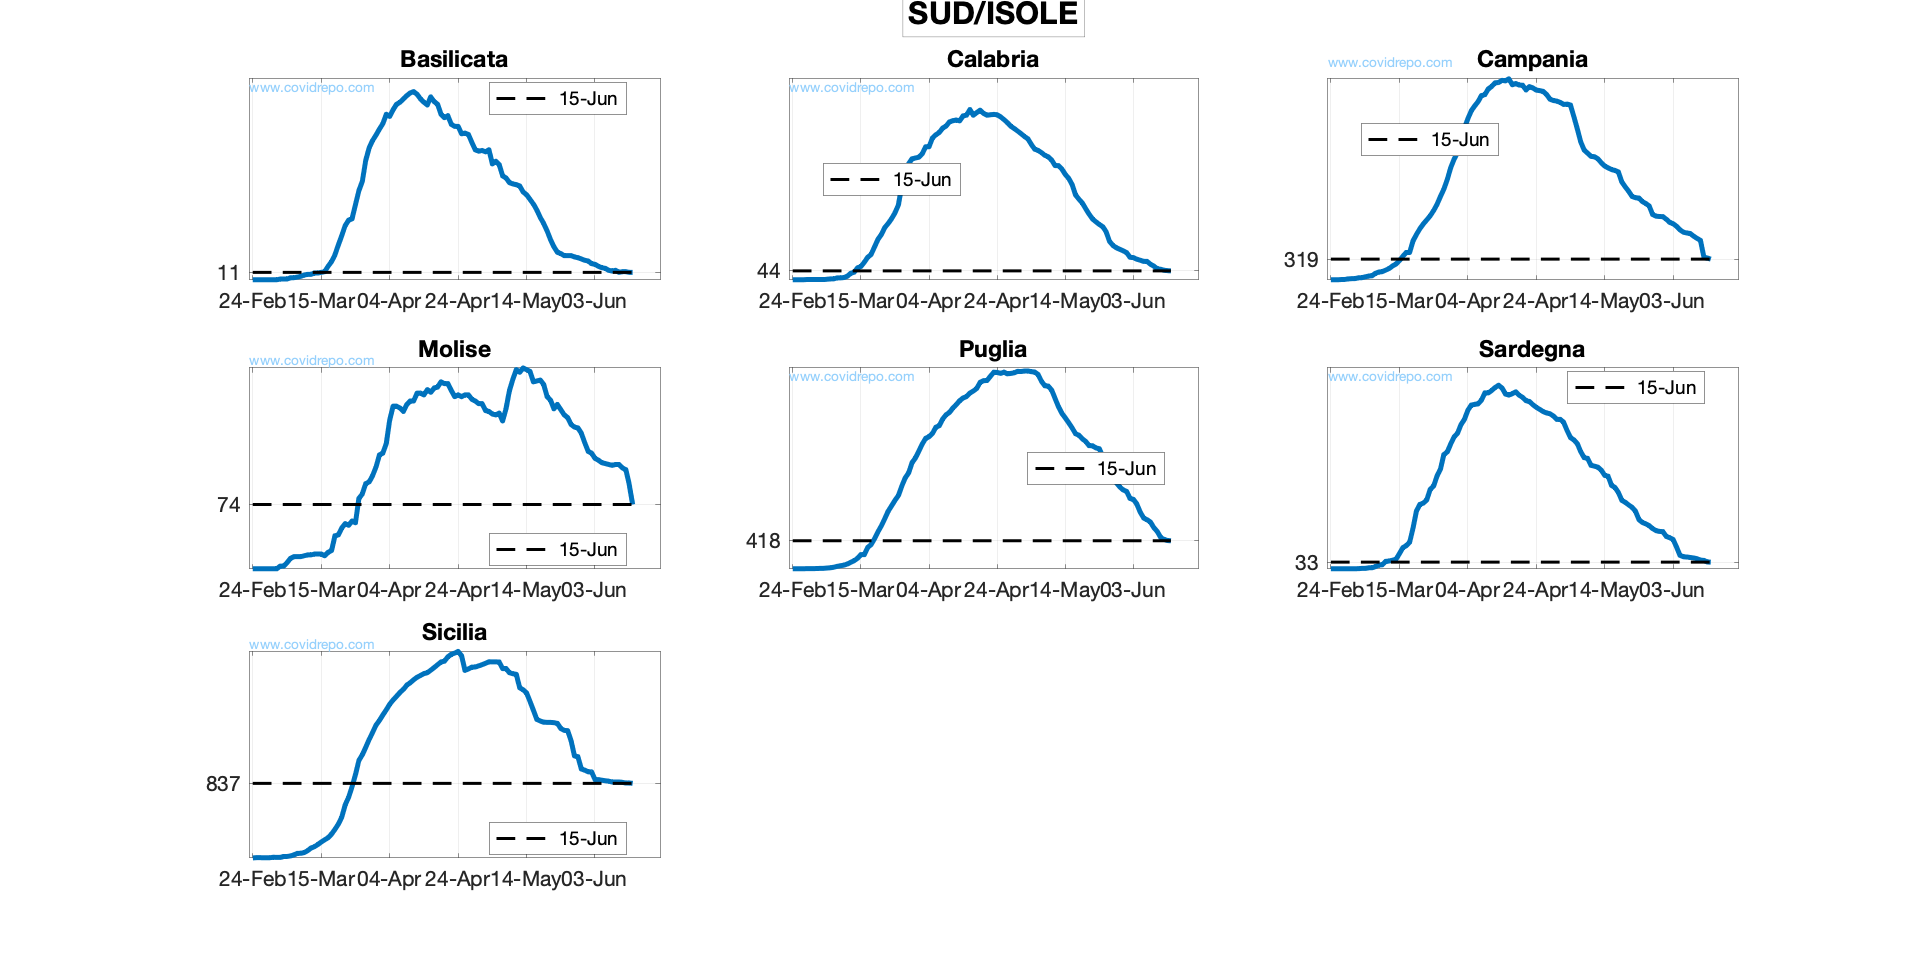 SUD/ISOLE
Basilicata
www.covidrepo.com
15-Jun
11
24-Feb 15-Mar 04-Apr 24-Apr 14-May 03-Jun
Calabria
www.covidrepo.com
15-Jun
44
24-Feb 15-Mar 04-Apr 24-Apr 14-May 03-Jun
www.covidrepo.com
Campania
15-Jun
319
24-Feb 15-Mar 04-Apr 24-Apr 14-May 03-Jun
Molise
www.covidrepo.com
74
15-Jun
24-Feb 15-Mar 04-Apr 24-Apr 14-May 03-Jun
Puglia
www.covidrepo.com
15-Jun
418
24-Feb 15-Mar 04-Apr 24-Apr 14-May 03-Jun
Sardegna
www.covidrepo.com
15-Jun
33
24-Feb 15-Mar 04-Apr 24-Apr 14-May 03-Jun
Sicilia
www.covidrepo.com
837
15-Jun
24-Feb 15-Mar 04-Apr 24-Apr 14-May 03-Jun